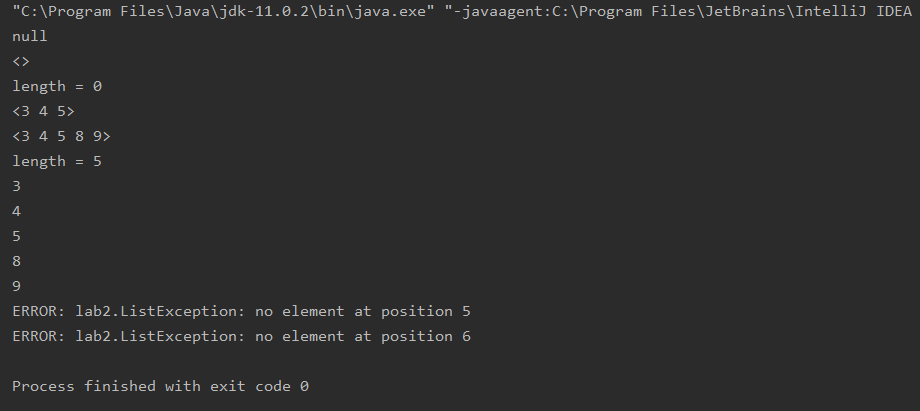 "C:\Program Files\Java\jdk-11.0.2\bin\java.exe" "-javaagent:C:\Program Files\JetBrains\IntelliJ IDEA
null
<>
length = 0
<3 4 5>
<3 4 5 8 9>
length = 5
3
4
5
8
9
ERROR: lab2.ListException: no element at position 5
ERROR: lab2.ListException: no element at position 6
Process finished with exit code 0